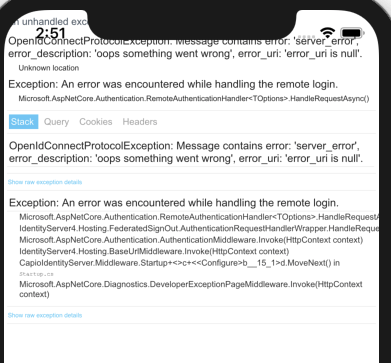 n unhandled exc
2:51
OpenIdConnectProtocolException: Message contains error: 'server_error',
error_description: 'oops something went wrong', error_uri: 'error_uri is null'.
Unknown location
Exception: An error was encountered while handling the remote login.
Microsoft.AspNetCore.Authentication.RemoteAuthenticationHandler<TOptions>.HandleRequestAsync()
Stack Query Cookies Headers
OpenIdConnectProtocolException: Message contains error: 'server_error',
error_description: 'oops something went wrong', error_uri: 'error_uri is null'.
Show raw exception details
Exception: An error was encountered while handling the remote login.
Microsoft.AspNetCore.Authentication.RemoteAuthenticationHandler<TOptions>.HandleRequestA
IdentityServer4.Hosting.FederatedSignOut.AuthenticationRequestHandlerWrapper.HandleReque
Microsoft.AspNetCore.Authentication.AuthenticationMiddleware.Invoke(HttpContext context)
IdentityServer4.Hosting.BaseUrlMiddleware.Invoke(HttpContext context)
CapioIdentityServer.Middleware.Startup+<>c+<<Configure>b__15_1>d.MoveNext() in
Startup.cs
Microsoft.AspNetCore.Diagnostics.DeveloperExceptionPageMiddleware.Invoke(HttpContext
context)
Show raw exception details